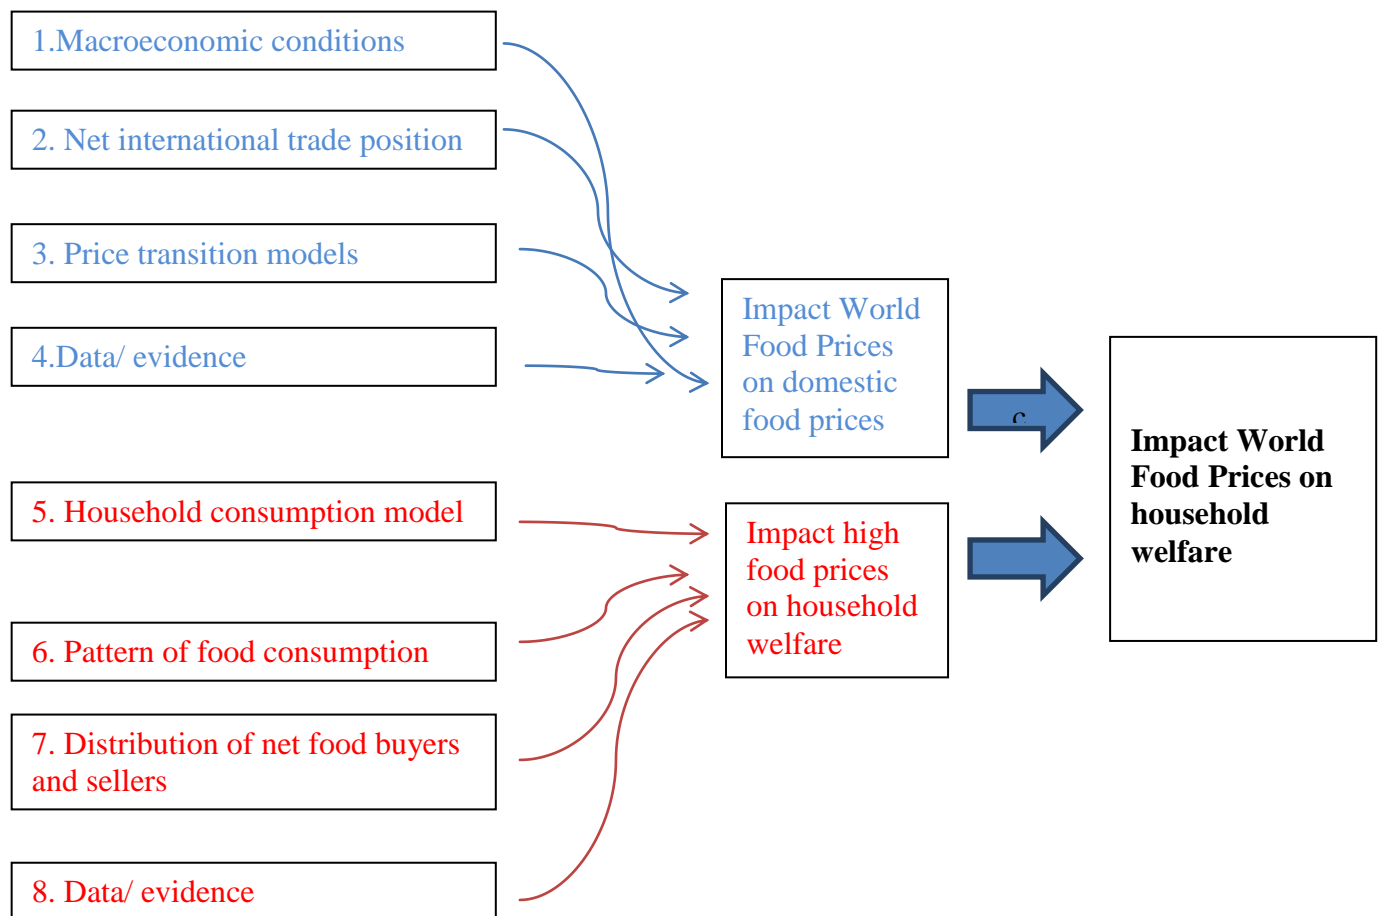 1.Macroeconomic conditions
2. Net international trade position
3. Price transition models
4.Data/ evidence
Impact World
Food Prices
on domestic
food prices
5. Household consumption model
6. Pattern of food consumption
7. Distribution of net food buyers
and sellers
8. Data/ evidence
Impact high
food prices
on household
welfare
Impact World
Food Prices on
household
welfare